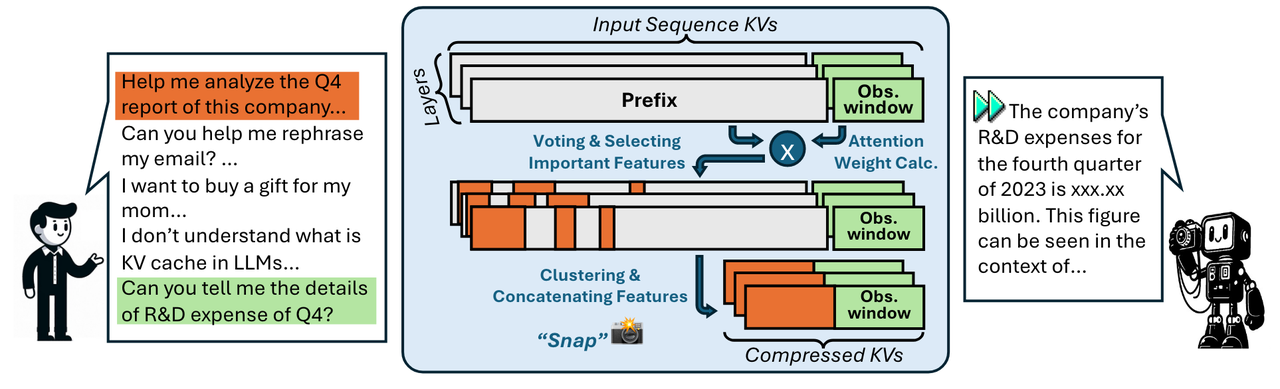 Help me analyze the Q4
report of this company...
Can you help me rephrase
my email? ...
I want to buy a gift for my
mom...
I don't understand what is
KV cache in LLMs...
Can you tell me the details
of R&D expense of Q4?
Input Sequence KVs
Layers
Prefix
Obs.
window
Voting & Selecting
Important Features
X
Attention
Weight Calc.
Obs.
window
Clustering &
Concatenating Features
Obs.
window
"Snap"
Compressed KVs
The company's
R&D expenses for
the fourth quarter
of 2023 is xxx.xx
billion. This figure
can be seen in the
context of...